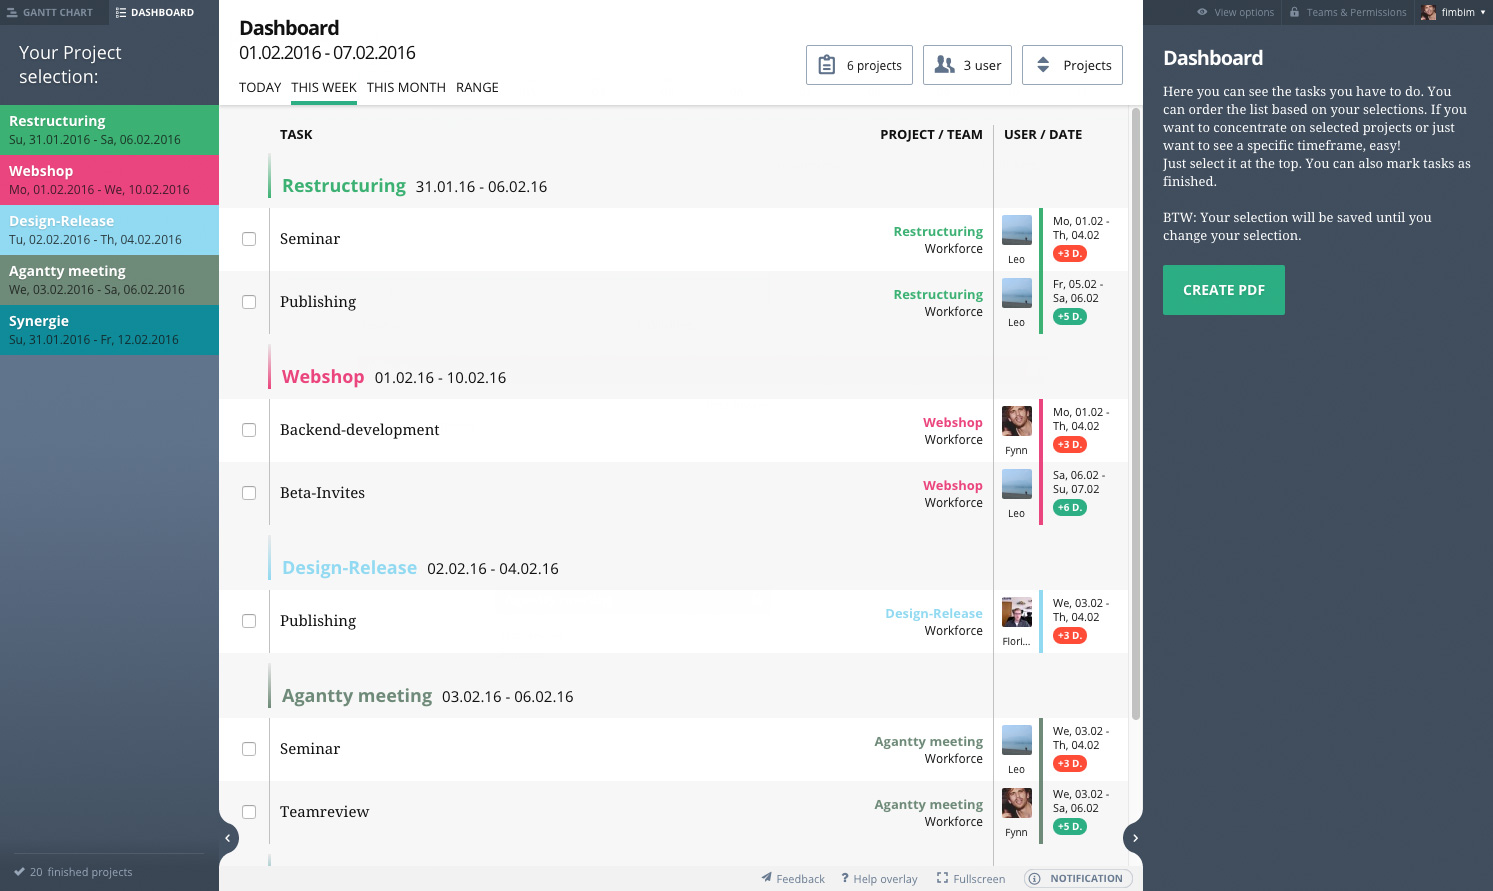 GANTT CHART
DASHBOARD
Your Project
selection:
Restructuring
Su, 31.01.2016 - Sa, 06.02.2016
Webshop
Mo, 01.02.2016 - We, 10.02.2016
Design-Release
Tu, 02.02.2016 - Th, 04.02.2016
Agantty meeting
We, 03.02.2016 - Sa, 06.02.2016
Synergie
Su, 31.01.2016 - Fr, 12.02.2016
20 finished projects
Dashboard
01.02.2016 - 07.02.2016
TODAY THIS WEEK THIS MONTH RANGE
6 projects
3 user
Projects
TASK PROJECT / TEAM USER / DATE
Restructuring 31.01.16 - 06.02.16
Seminar
Restructuring
Workforce
Leo
Mo, 01.02 -
Th, 04.02
+3 D.
Publishing
Restructuring
Workforce
Leo
Fr, 05.02 -
Sa, 06.02
+5 D.
Webshop 01.02.16 - 10.02.16
Backend-development
Webshop
Workforce
Fynn
Mo, 01.02 -
Th, 04.02
+3 D.
Beta-Invites
Webshop
Workforce
Leo
Sa, 06.02 -
Su, 07.02
+6 D.
Design-Release 02.02.16 - 04.02.16
Publishing
Design-Release
Workforce
Flori...
We, 03.02 -
Th, 04.02
+3 D.
Agantty meeting 03.02.16 - 06.02.16
Seminar
Agantty meeting
Workforce
Leo
We, 03.02 -
Th, 04.02
+3 D.
Teamreview
Agantty meeting
Workforce
Fynn
We, 03.02 -
Sa, 06.02
+5 D.
Feedback
? Help overlay
Fullscreen
NOTIFICATION
View options
Teams & Permissions
fimbim
Dashboard
Here you can see the tasks you have to do. You
can order the list based on your selections. If you
want to concentrate on selected projects or just
want to see a specific timeframe, easy!
Just select it at the top. You can also mark tasks as
finished.
BTW: Your selection will be saved until you
change your selection.
CREATE PDF